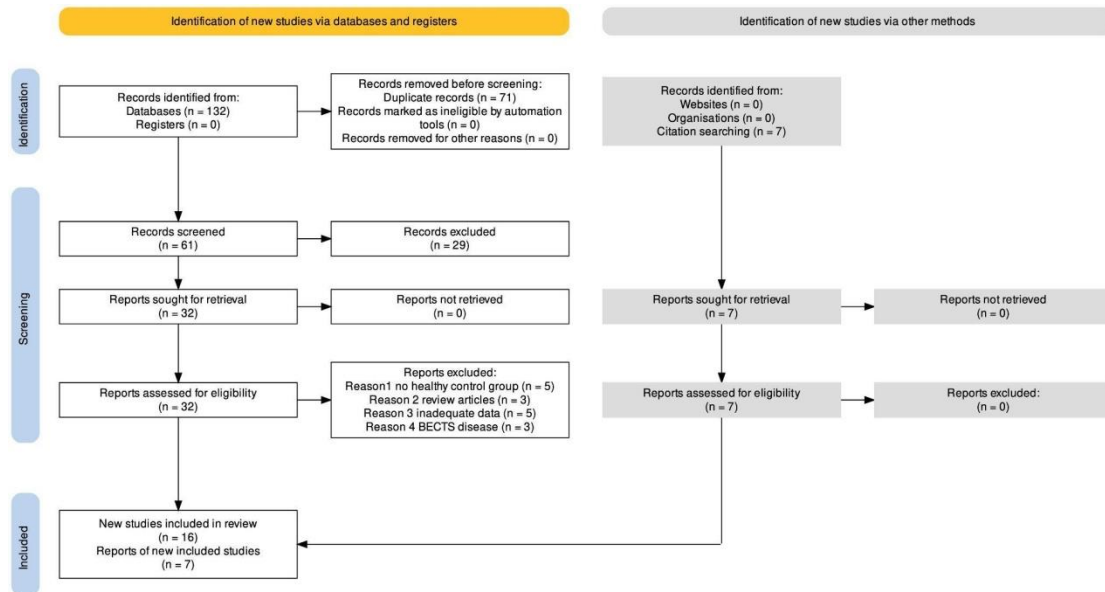 Identification of new studies via databases and registers
Identification of new studies via other methods
Identification
Records identified from:
Databases (n = 132)
Registers (n = 0)
Records removed before screening:
Duplicate records (n = 71)
Records marked as ineligible by automation
tools (n = 0)
Records removed for other reasons (n = 0)
Records identified from:
Websites (n = 0)
Organisations (n = 0)
Citation searching (n = 7)
Screening
Records screened
(n = 61)
Records excluded
(n = 29)
Reports sought for retrieval
(n = 32)
Reports not retrieved
(n = 0)
Reports sought for retrieval
(n = 7)
Reports not retrieved
(n = 0)
Reports assessed for eligibility
(n = 32)
Reports excluded:
Reason1 no healthy control group (n = 5)
Reason 2 review articles (n = 3)
Reason 3 inadequate data (n = 5)
Reason 4 BECTS disease (n = 3)
Reports assessed for eligibility
(n = 7)
Reports excluded:
(n = 0)
Included
New studies included in review
(n = 16)
Reports of new included studies
(n = 7)